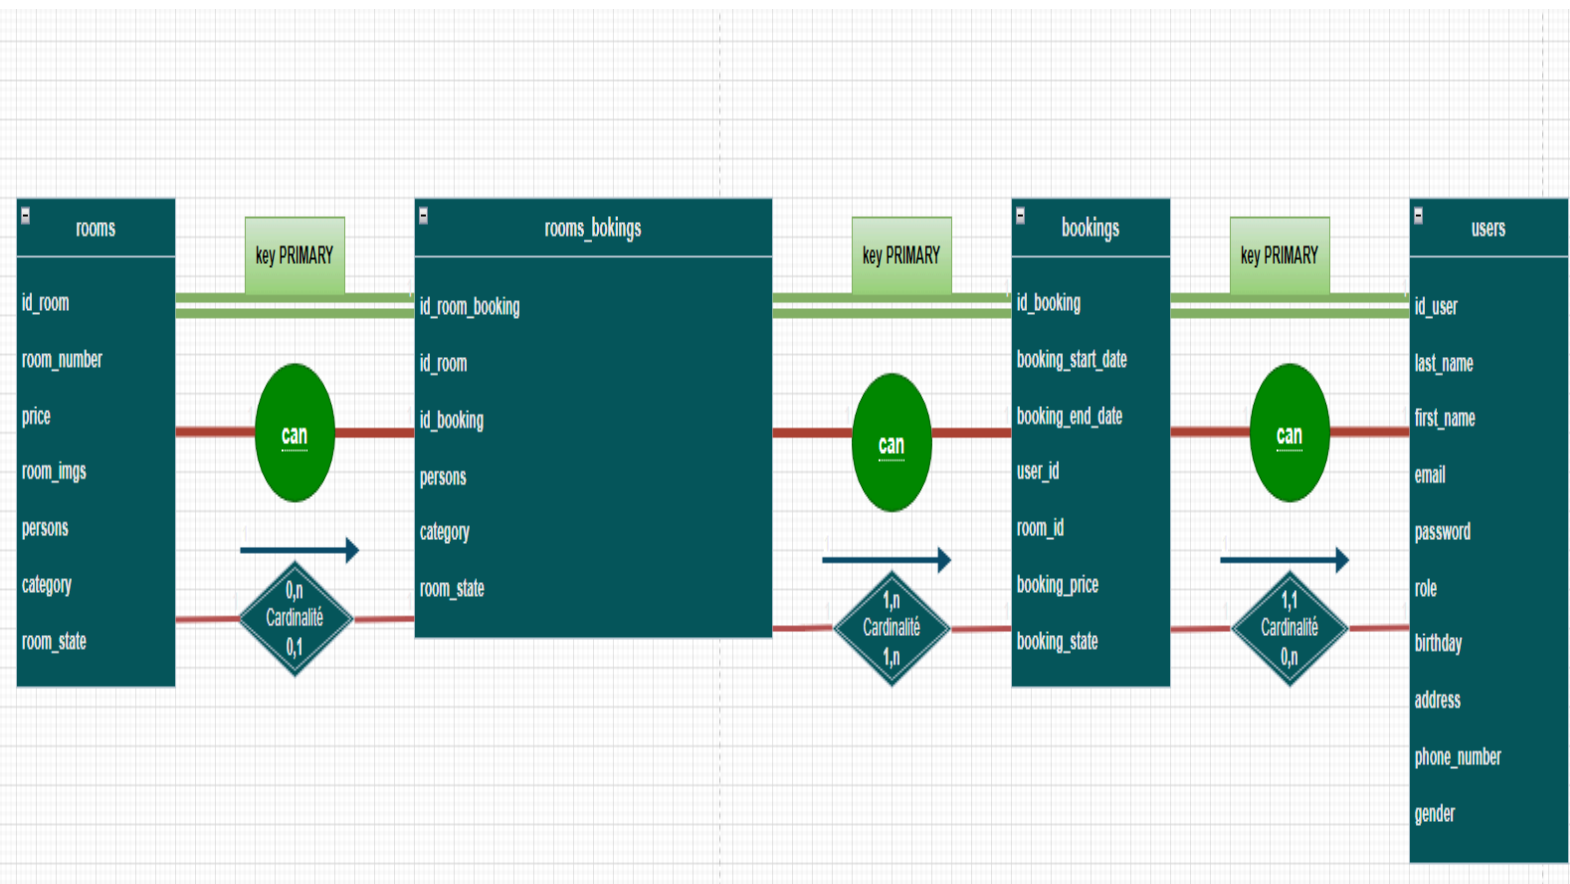 rooms
id_room
room_number
price
room_imgs
persons
category
room_state
key PRIMARY
can
0,n
Cardinalité
0,1
rooms_bokings
id_room_booking
id_room
id_booking
persons
category
room_state
key PRIMARY
can
1,n
Cardinalité
1,n
bookings
id_booking
booking_start_date
booking_end_date
user_id
room_id
booking_price
booking_state
key PRIMARY
can
1,1
Cardinalité
0,n
users
id_user
last_name
first_name
email
password
role
birthday
address
phone_number
gender